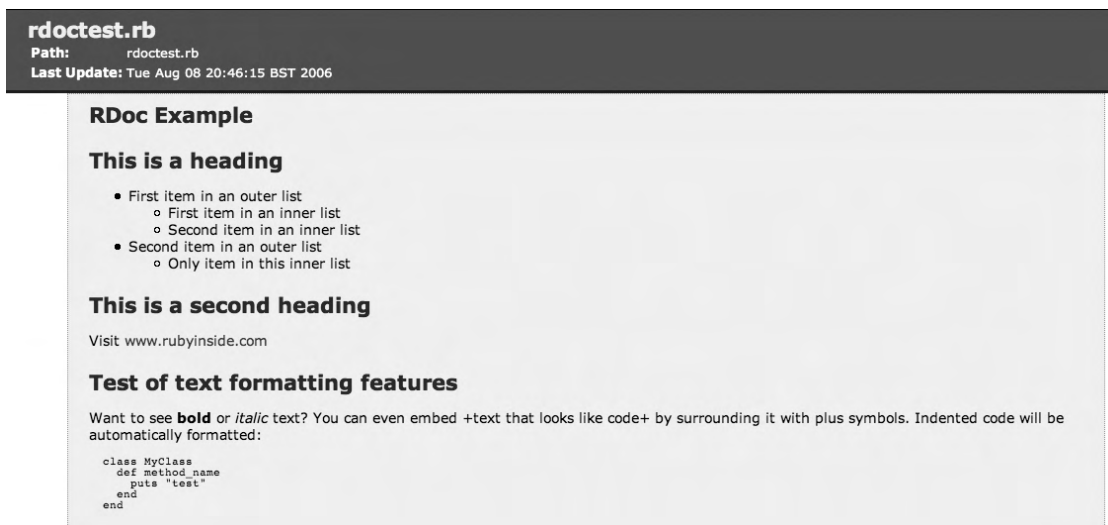 rdoctest.rb
Path: rdoctest.rb
Last Update: Tue Aug 08 20:46:15 BST 2006
RDoc Example
This is a heading
• First item in an outer list
∘ First item in an inner list
∘ Second item in an inner list
• Second item in an outer list
∘ Only item in this inner list
This is a second heading
Visit www.rubyinside.com
Test of text formatting features
Want to see bold or italic text? You can even embed +text that looks like code+ by surrounding it with plus symbols. Indented code will be
automatically formatted:
class MyClass
  def method_name
    puts "test"
  end
end